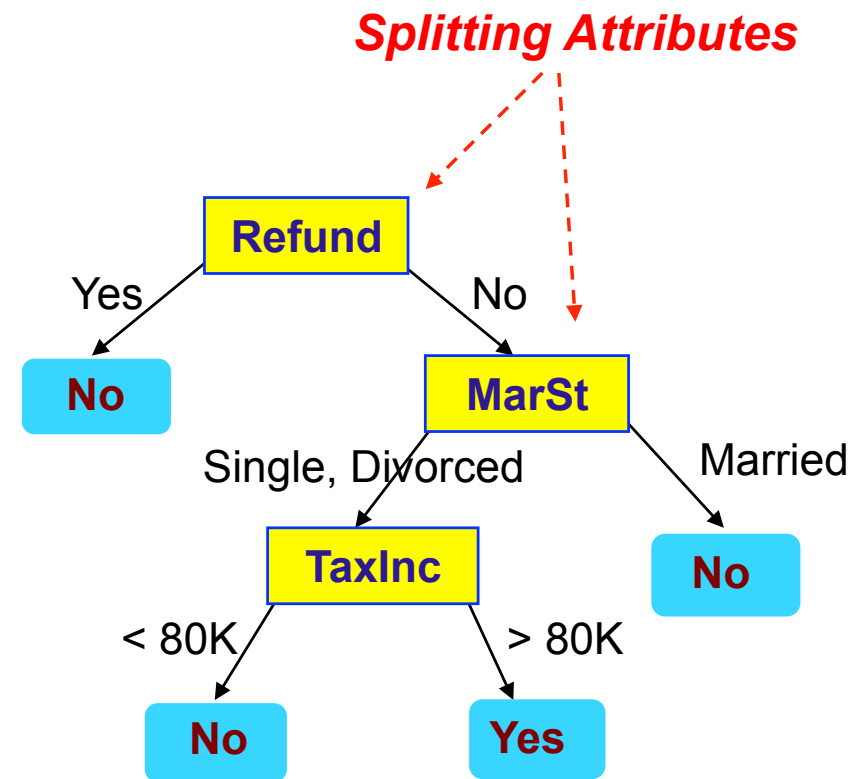 Splitting Attributes
Refund
Yes
No
No
MarSt
Single, Divorced
Married
TaxInc
No
< 80K
> 80K
No
Yes